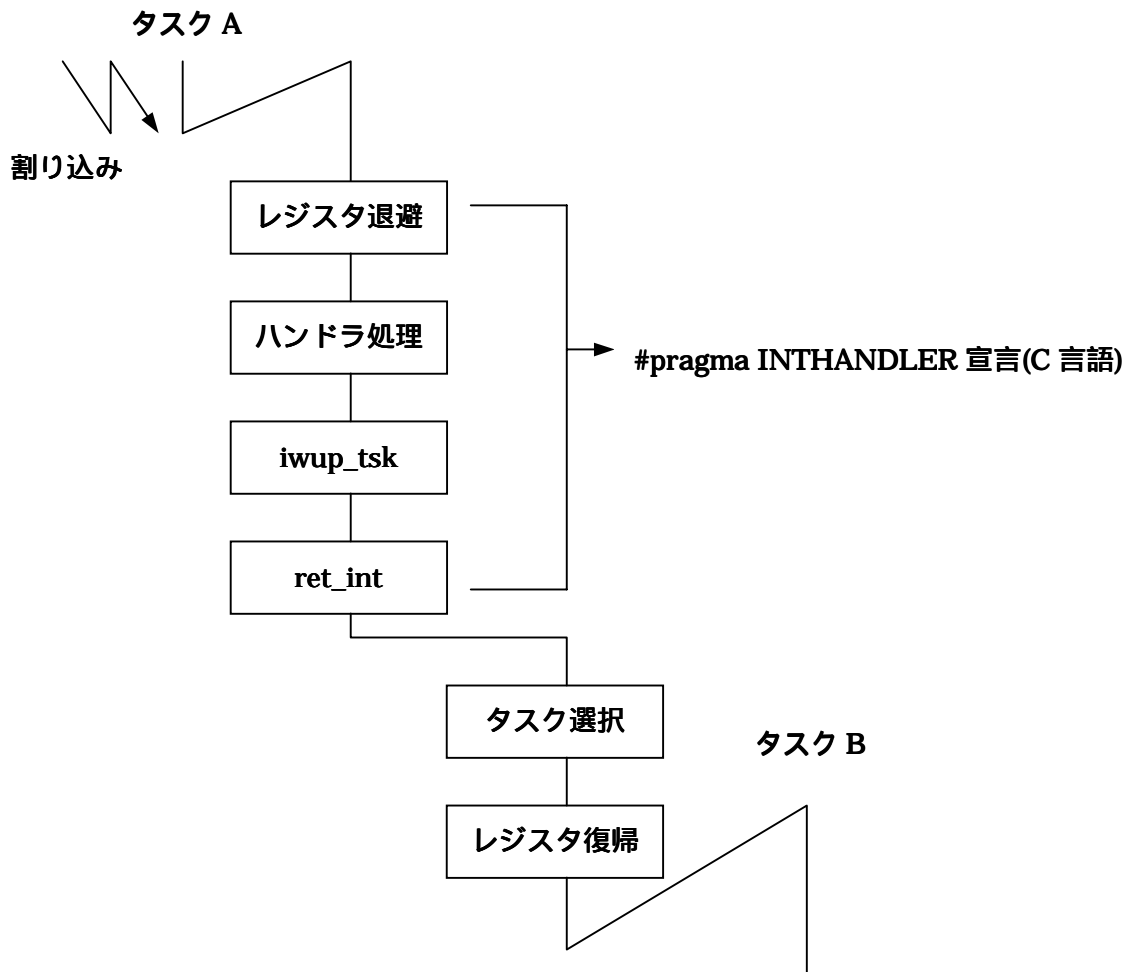 タスク A
割り込み
レジスタ退避
ハンドラ処理
#pragma INTHANDLER 宣言(C 言語)
iwup_tsk
ret_int
タスク選択
タスク B
レジスタ復帰